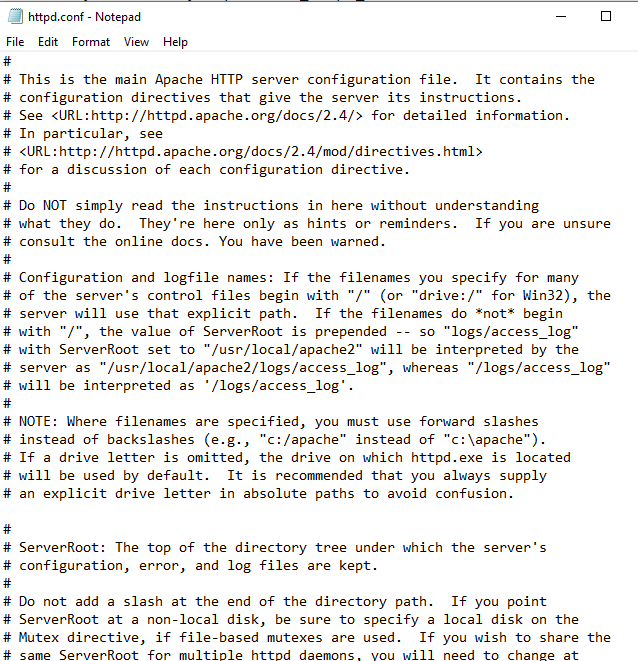 httpd.conf - Notepad
File Edit Format View Help
#
# This is the main Apache HTTP server configuration file.  It contains the
# configuration directives that give the server its instructions.
# See <URL:http://httpd.apache.org/docs/2.4/> for detailed information.
# In particular, see
# <URL:http://httpd.apache.org/docs/2.4/mod/directives.html>
# for a discussion of each configuration directive.
#
# Do NOT simply read the instructions in here without understanding
# what they do.  They're here only as hints or reminders.  If you are unsure
# consult the online docs. You have been warned.
#
# Configuration and logfile names: If the filenames you specify for many
# of the server's control files begin with "/" (or "drive:/" for Win32), the
# server will use that explicit path.  If the filenames do *not* begin
# with "/", the value of ServerRoot is prepended -- so "logs/access_log"
# with ServerRoot set to "/usr/local/apache2" will be interpreted by the
# server as "/usr/local/apache2/logs/access_log", whereas "/logs/access_log"
# will be interpreted as '/logs/access_log'.
#
# NOTE: Where filenames are specified, you must use forward slashes
# instead of backslashes (e.g., "c:/apache" instead of "c:\apache").
# If a drive letter is omitted, the drive on which httpd.exe is located
# will be used by default.  It is recommended that you always supply
# an explicit drive letter in absolute paths to avoid confusion.
#
# ServerRoot: The top of the directory tree under which the server's
# configuration, error, and log files are kept.
#
# Do not add a slash at the end of the directory path.  If you point
# ServerRoot at a non-local disk, be sure to specify a local disk on the
# Mutex directive, if file-based mutexes are used.  If you wish to share the
# same ServerRoot for multiple httpd daemons, you will need to change at